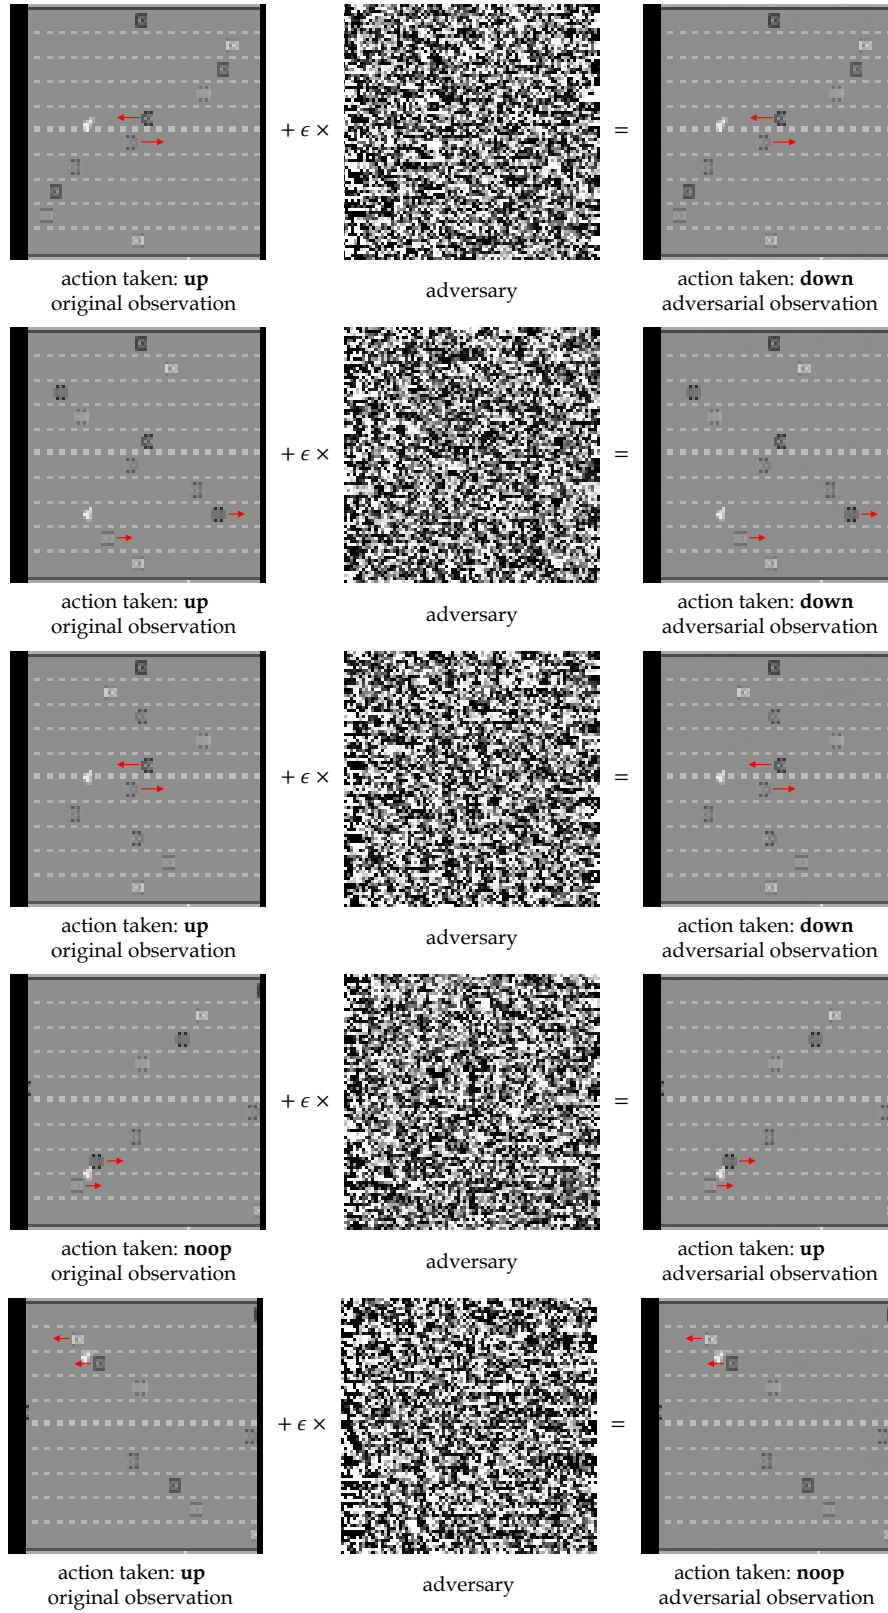 + ϵ ×
=
action taken: up
original observation
adversary
action taken: down
adversarial observation
+ ϵ ×
=
action taken: up
original observation
adversary
action taken: down
adversarial observation
+ ϵ ×
=
action taken: up
original observation
adversary
action taken: down
adversarial observation
+ ϵ ×
=
action taken: noop
original observation
adversary
action taken: up
adversarial observation
+ ϵ ×
=
action taken: up
original observation
adversary
action taken: noop
adversarial observation